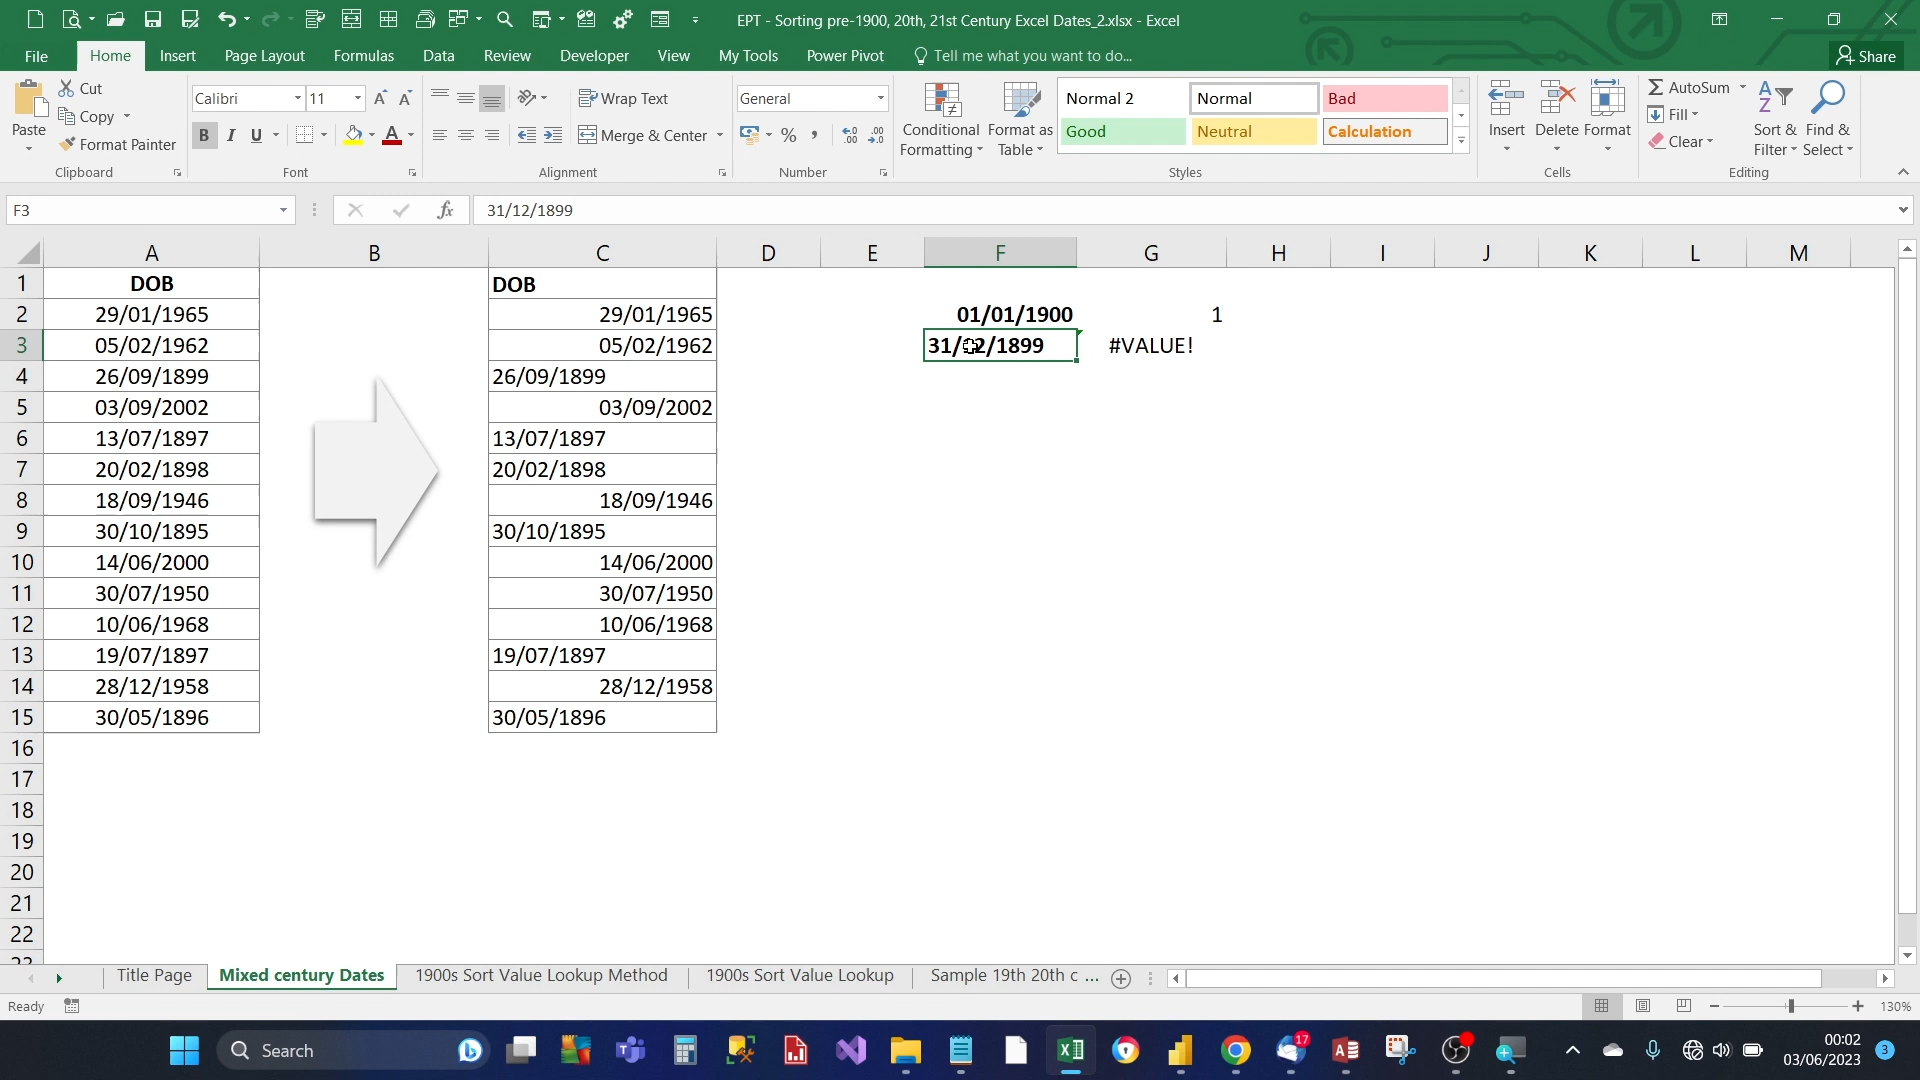 EPT - Sorting pre-1900, 20th, 21st Century Excel Dates_2.xlsx - Excel
File Home Insert Page Layout Formulas Data Review Developer View My Tools Power Pivot Tell me what you want to do... Share
Paste
Cut
Copy
Format Painter
Clipboard
Calibri 11
B I U
Font
Wrap Text
Merge & Center
Alignment
General
%
Number
Conditional Formatting
Format as Table
Normal 2 Normal Bad
Good Neutral Calculation
Styles
Insert Delete Format
Cells
AutoSum
Fill
Clear
Sort & Filter
Find & Select
Editing
F3 fx 31/12/1899
A B C D E F G H I J K L M
1 DOB DOB
2 29/01/1965 29/01/1965 01/01/1900 1
3 05/02/1962 05/02/1962 31/12/1899 #VALUE!
4 26/09/1899 26/09/1899
5 03/09/2002 03/09/2002
6 13/07/1897 13/07/1897
7 20/02/1898 20/02/1898
8 18/09/1946 18/09/1946
9 30/10/1895 30/10/1895
10 14/06/2000 14/06/2000
11 30/07/1950 30/07/1950
12 10/06/1968 10/06/1968
13 19/07/1897 19/07/1897
14 28/12/1958 28/12/1958
15 30/05/1896 30/05/1896
16
17
18
19
20
21
22
23
Title Page Mixed century Dates 1900s Sort Value Lookup Method 1900s Sort Value Lookup Sample 19th 20th c ...
Ready 130%
Search 17 00:02
03/06/2023 3